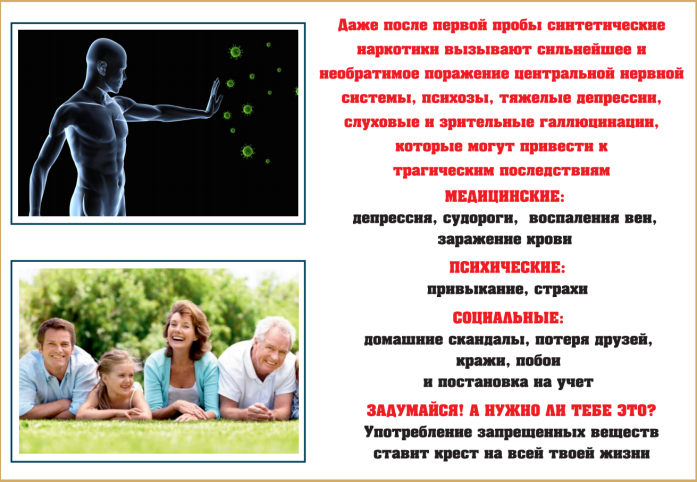 Даже после первой пробы синтетические
наркотики вызывают сильнейшее и
необратимое поражение центральной нервной
системы, психозы, тяжелые депрессии,
слуховые и зрительные галлюцинации,
которые могут привести к
трагическим последствиям
МЕДИЦИНСКИЕ:
депрессия, судороги, воспаления вен,
заражение крови
ПСИХИЧЕСКИЕ:
привыкание, страхи
СОЦИАЛЬНЫЕ:
домашние скандалы, потеря друзей,
кражи, побои
и постановка на учет
ЗАДУМАЙСЯ! А НУЖНО ЛИ ТЕБЕ ЭТО?
Употребление запрещенных веществ
ставит крест на всей твоей жизни